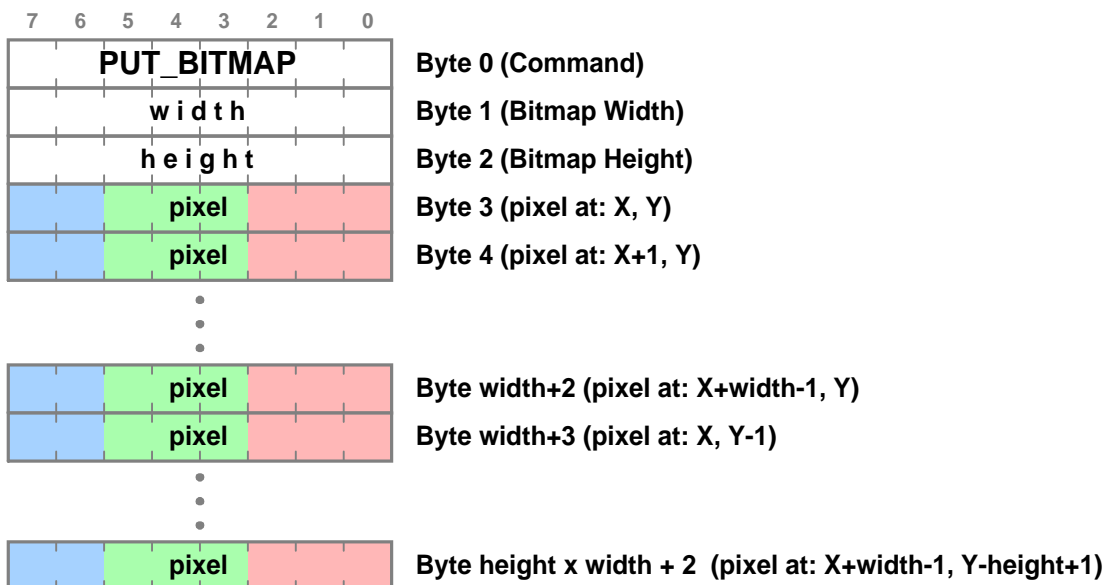 7 6 5 4 3 2 1 0
PUT_BITMAP Byte 0 (Command)
width Byte 1 (Bitmap Width)
height Byte 2 (Bitmap Height)
pixel Byte 3 (pixel at: X, Y)
pixel Byte 4 (pixel at: X+1, Y)
pixel Byte width+2 (pixel at: X+width-1, Y)
pixel Byte width+3 (pixel at: X, Y-1)
pixel Byte height x width + 2 (pixel at: X+width-1, Y-height+1)